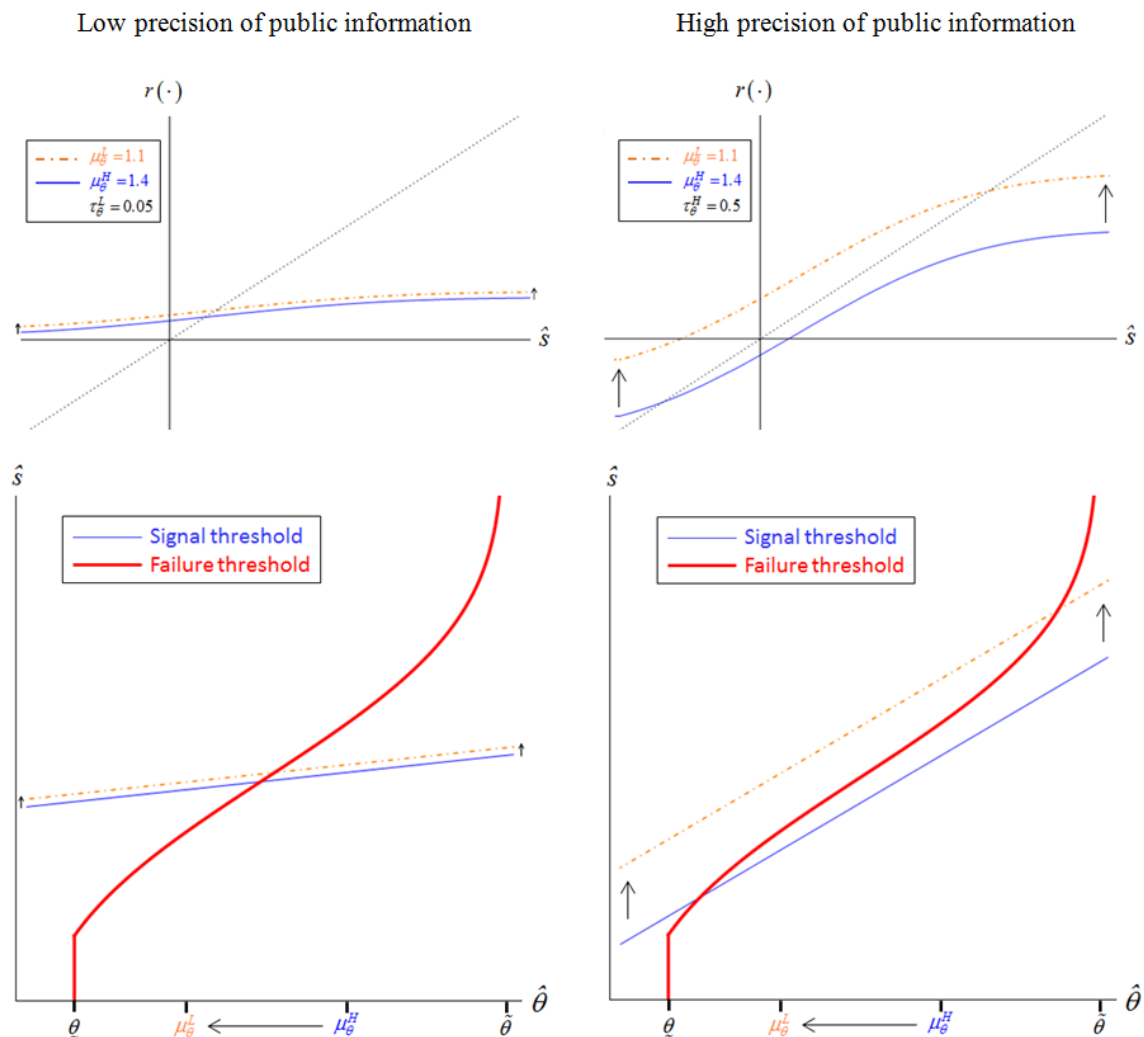 Low precision of public information
High precision of public information
r(·)
μ_θ^L =1.1
μ_θ^H =1.4
τ_θ^L = 0.05
ŝ
r(·)
μ_θ^L =1.1
μ_θ^H =1.4
τ_θ^H = 0.5
ŝ
ŝ
Signal threshold
Failure threshold
θ̰ μ_θ^L μ_θ^H θ̃ θ̂
ŝ
Signal threshold
Failure threshold
θ̰ μ_θ^L μ_θ^H θ̃ θ̂